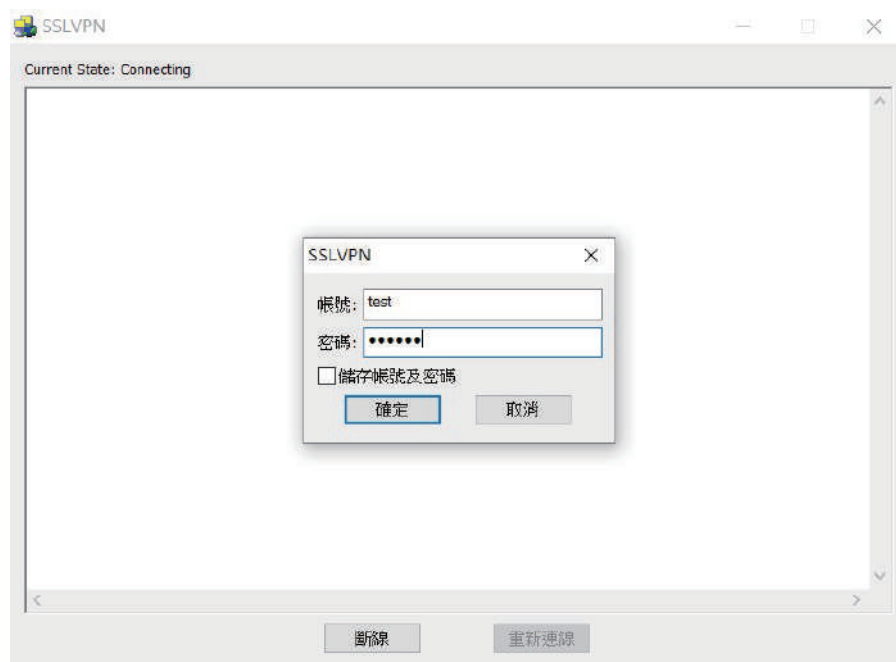 SSLVPN
Current State: Connecting
SSLVPN
帳號: test
密碼: ••••••
儲存帳號及密碼
確定 取消
斷線 重新連線